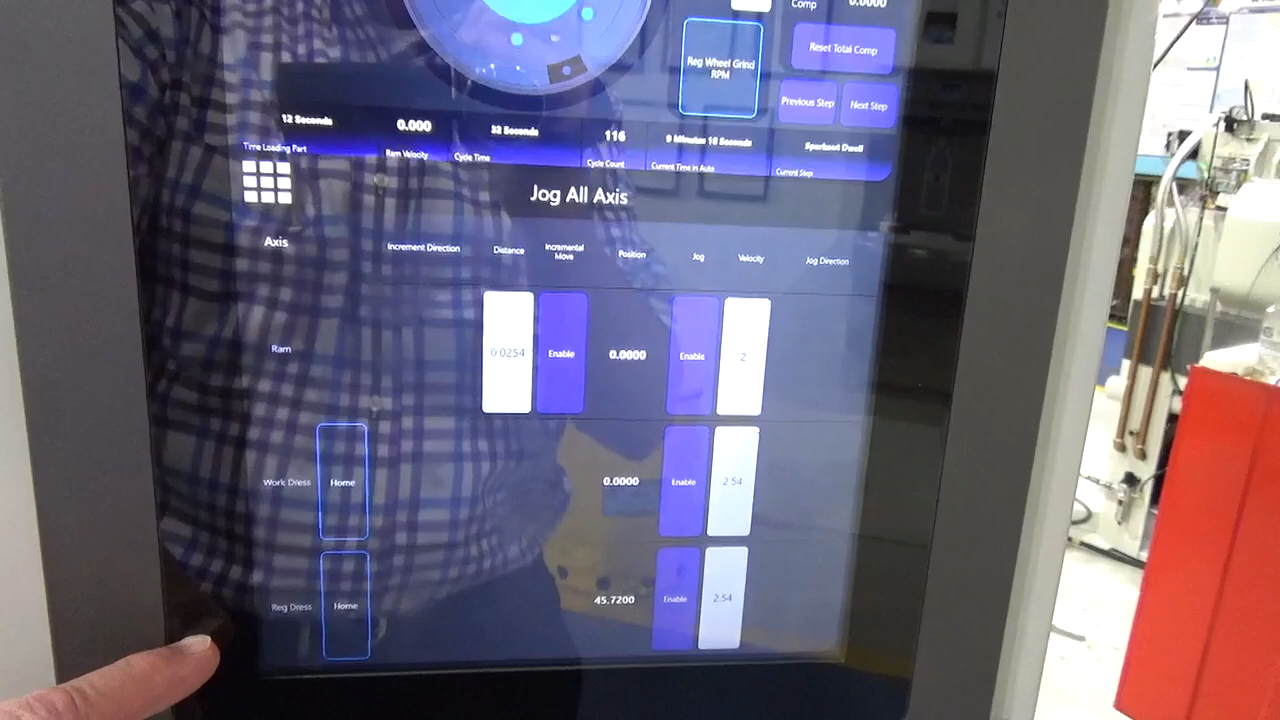 Comp 0.0000
Reset Total Comp
Reg Wheel Grind
RPM
Previous Step Next Step
12 Seconds 0.000 32 Seconds 116 9 Minutes 18 Seconds Sparkout Dwell
Time Loading Part Ram Velocity Cycle Time Cycle Count Current Time in Auto Current Step
Jog All Axis
Axis Increment Direction Distance Incremental Move Position Jog Velocity Jog Direction
Ram 0.0254 Enable 0.0000 Enable 2
Work Dress Home 0.0000 Enable 2.54
Reg Dress Home 45.7200 Enable 2.54